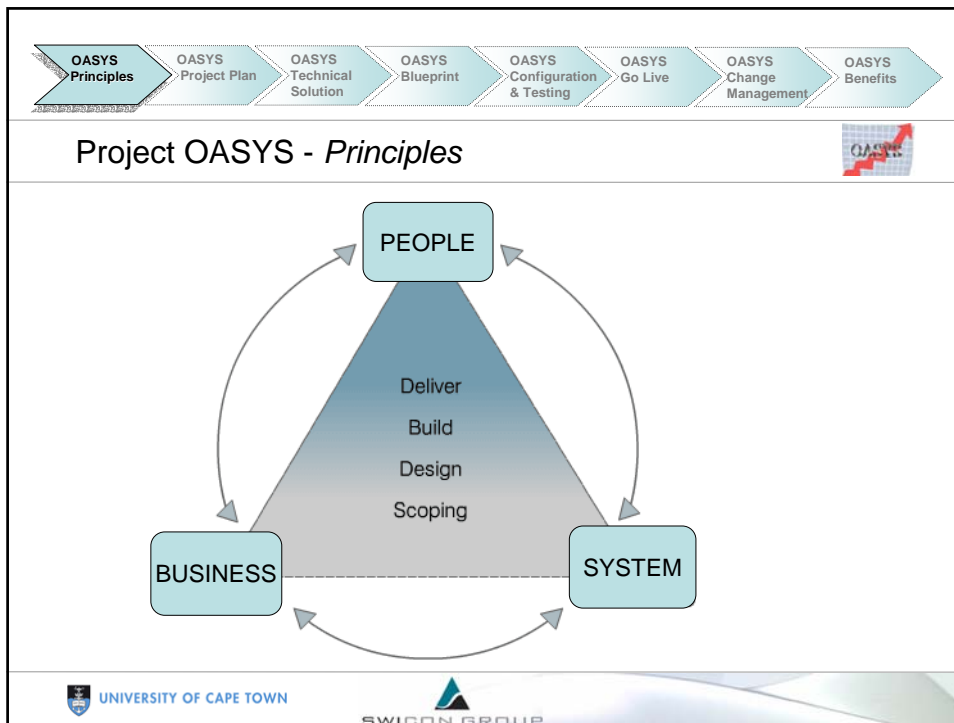 OASYS
Principles
OASYS
Project Plan
OASYS
Technical
Solution
OASYS
Blueprint
OASYS
Configuration
& Testing
OASYS
Go Live
OASYS
Change
Management
OASYS
Benefits
Project OASYS - Principles
OASYS
PEOPLE
Deliver
Build
Design
Scoping
BUSINESS
SYSTEM
UNIVERSITY OF CAPE TOWN
SWICON GROUP